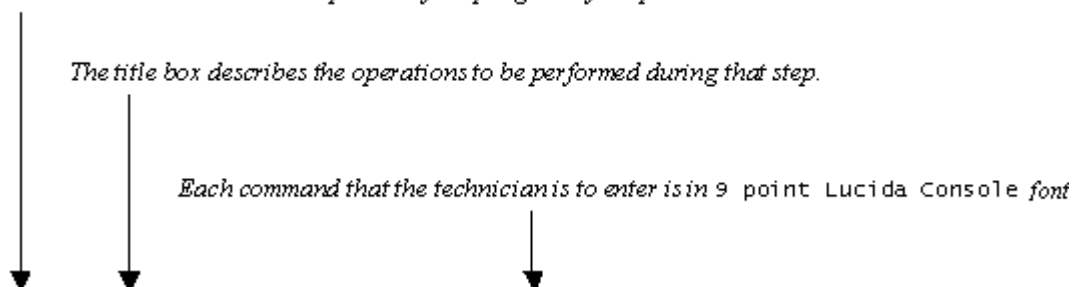 The title box describes the operations to be performed during that step.
Each command that the technician is to enter is in 9 point Lucida Console font